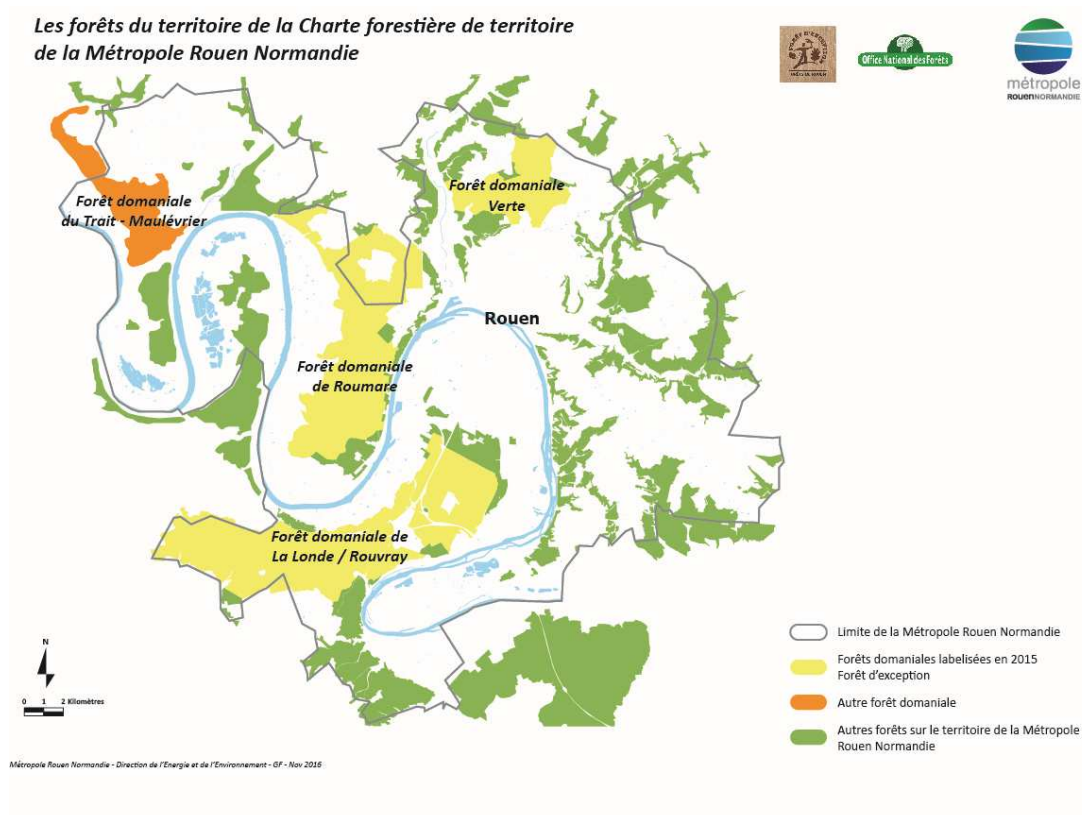 Les forêts du territoire de la Charte forestière de territoire
de la Métropole Rouen Normandie
FORÊT D'EXCEPTION
Office National des Forêts
métropole
ROUENNORMANDIE
Forêt domaniale
Verte
Forêt domaniale
du Trait - Maulévrier
Rouen
Forêt domaniale
de Roumare
Forêt domaniale de
La Londe / Rouvray
N
0 1 2 Kilomètres
Limite de la Métropole Rouen Normandie
Forêts domaniales labelisées en 2015
Forêt d'exception
Autre forêt domaniale
Autres forêts sur le territoire de la Métropole
Rouen Normandie
Métropole Rouen Normandie - Direction de l'Energie et de l'Environnement - GF - Nov 2016